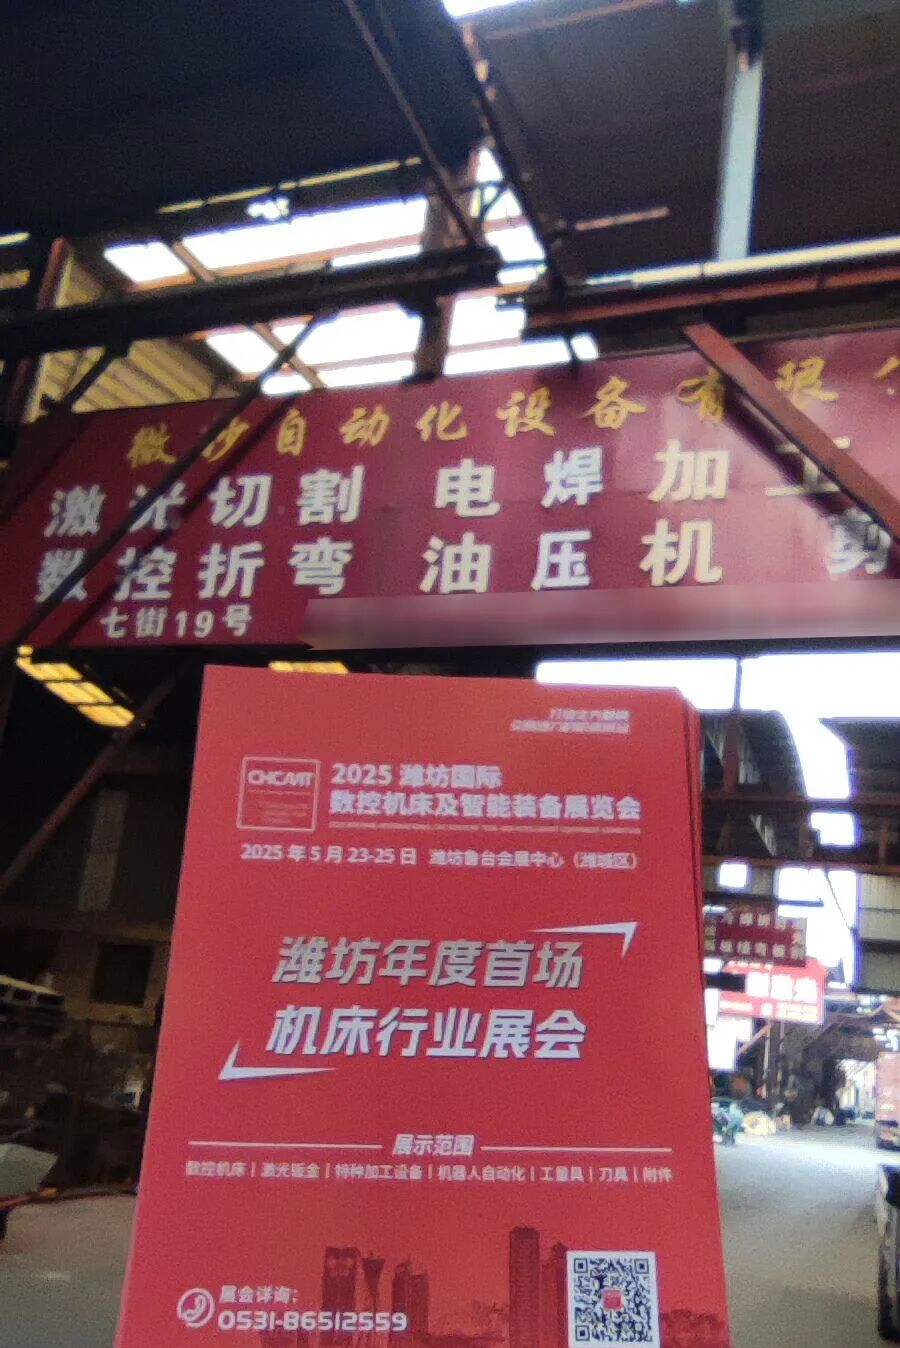 微沙自动化设备有限
激光切割 电焊加工
数控折弯 油压机 剪
七街19号
CHCMT
2025 潍坊国际
数控机床及智能装备展览会
2025年5月23-25日 潍坊鲁台会展中心（潍城区）
潍坊年度首场
机床行业展会
展示范围
数控机床|激光钣金|特种加工设备|机器人自动化|工量具|刀具|附件
展会详询：
0531-86512559